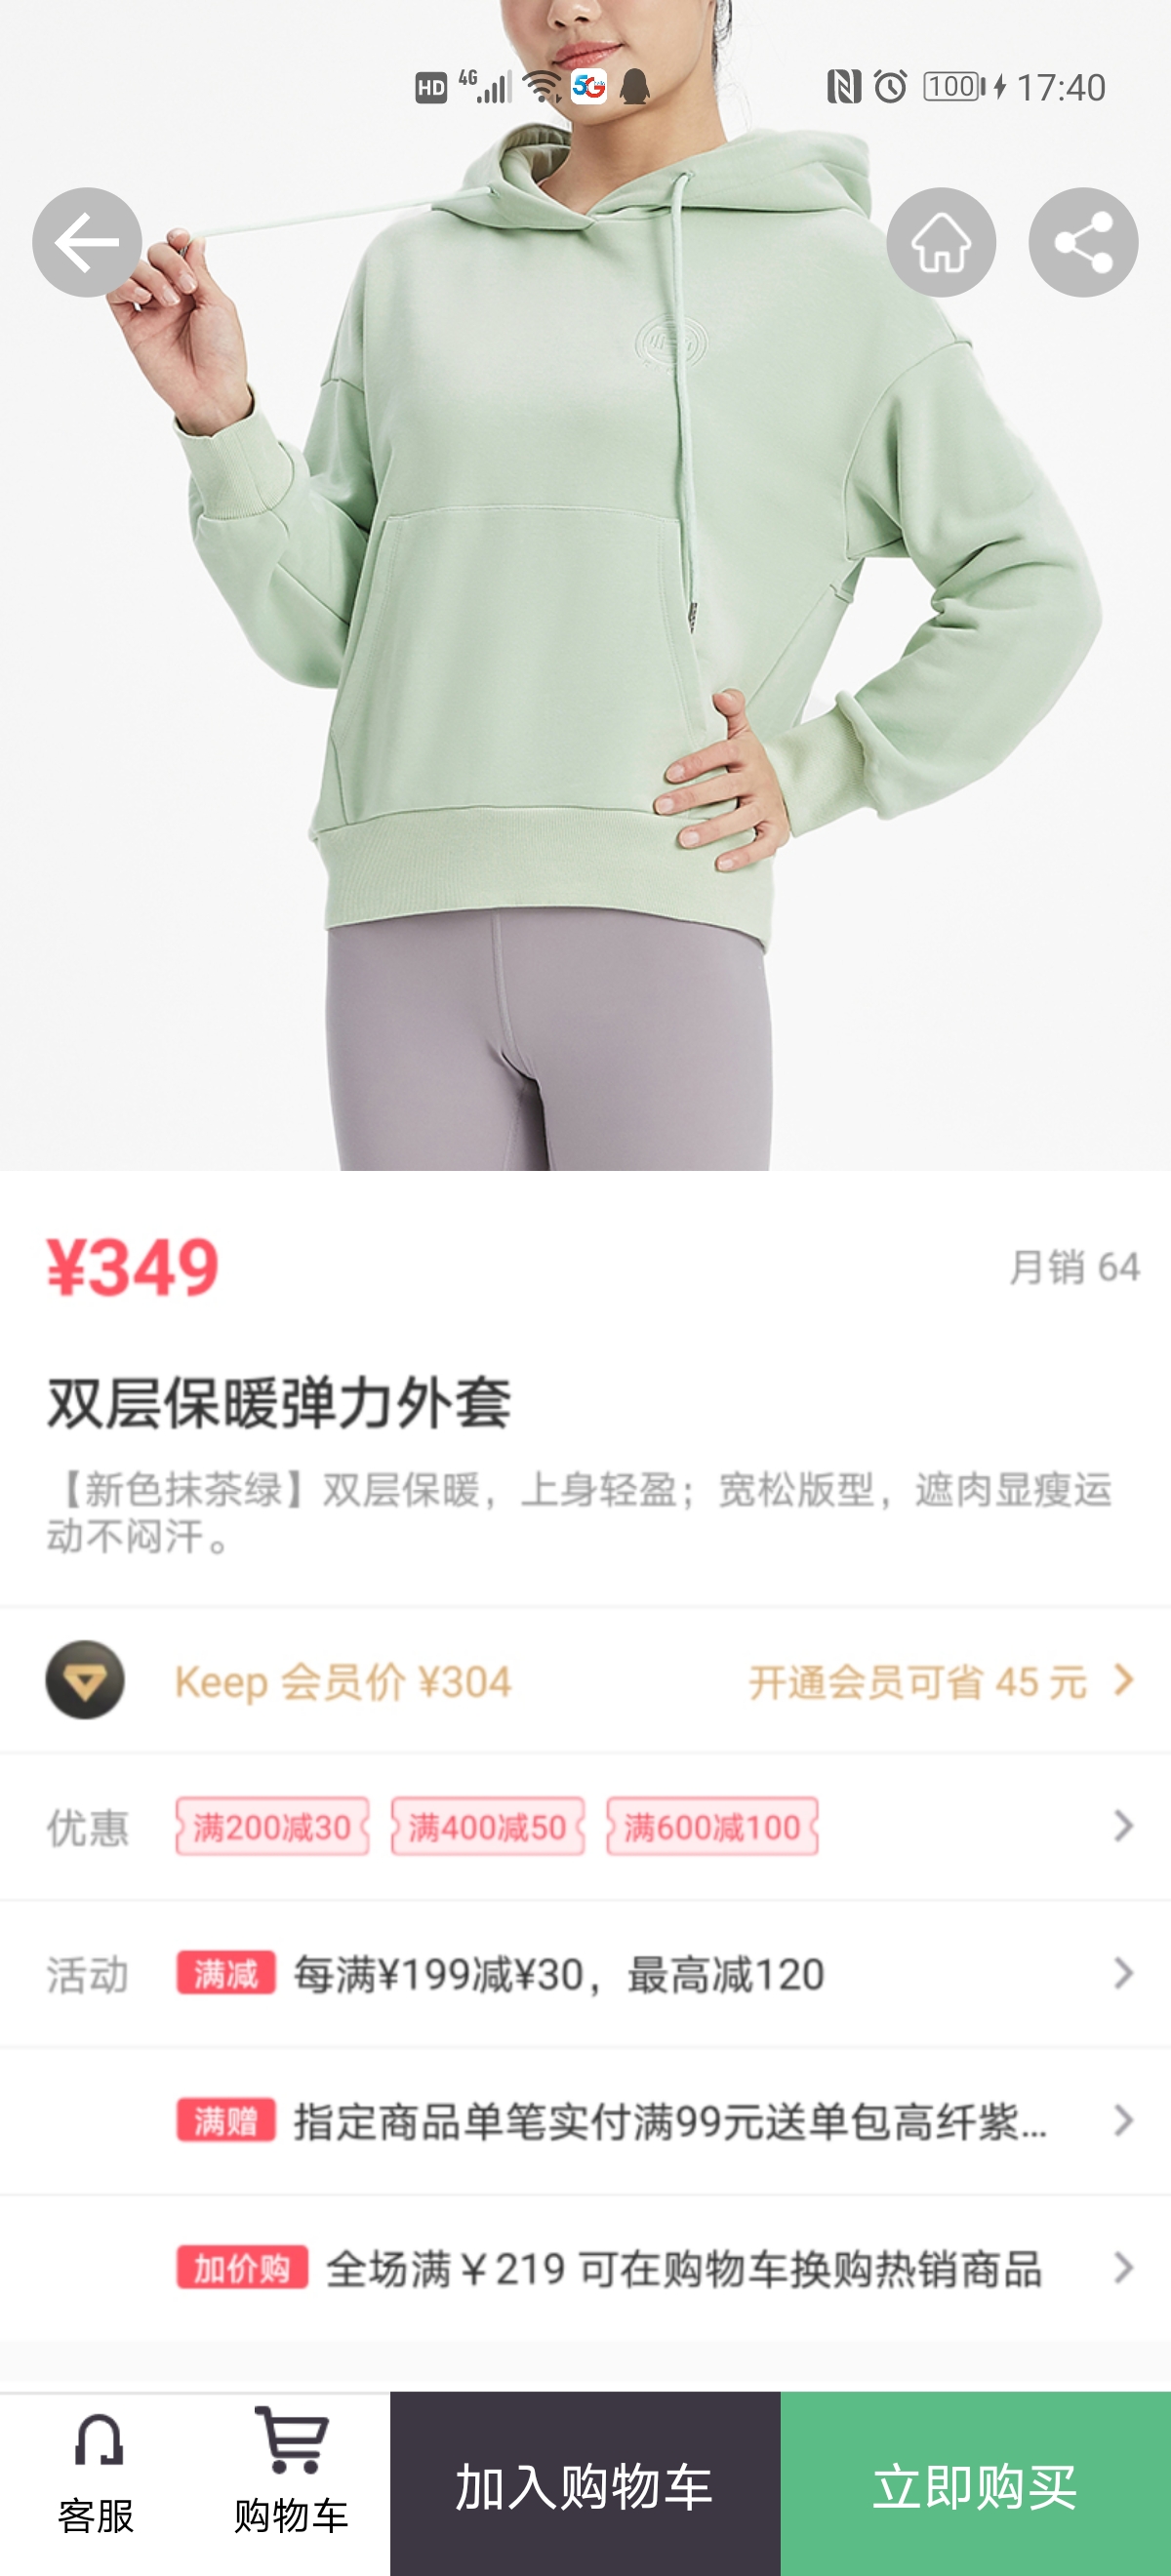 HD 4G 5G 100 17:40
¥349
月销 64
双层保暖弹力外套
【新色抹茶绿】双层保暖，上身轻盈；宽松版型，遮肉显瘦运
动不闷汗。
Keep 会员价 ¥304
开通会员可省 45 元
优惠 满200减30 满400减50 满600减100
活动 满减 每满¥199减¥30，最高减120
满赠 指定商品单笔实付满99元送单包高纤紫...
加价购 全场满￥219 可在购物车换购热销商品
客服 购物车 加入购物车 立即购买